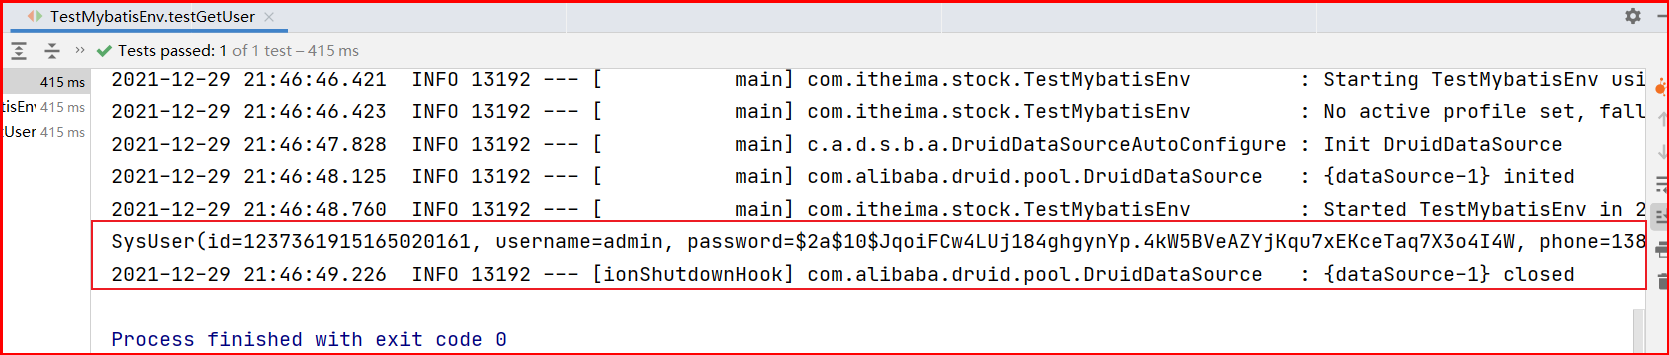 TestMybatisEnv.testGetUser
Tests passed: 1 of 1 test – 415 ms
415 ms
tisEnv 415 ms
tUser 415 ms
2021-12-29 21:46:46.421 INFO 13192 --- [ main] com.itheima.stock.TestMybatisEnv : Starting TestMybatisEnv usi
2021-12-29 21:46:46.423 INFO 13192 --- [ main] com.itheima.stock.TestMybatisEnv : No active profile set, fall
2021-12-29 21:46:47.828 INFO 13192 --- [ main] c.a.d.s.b.a.DruidDataSourceAutoConfigure : Init DruidDataSource
2021-12-29 21:46:48.125 INFO 13192 --- [ main] com.alibaba.druid.pool.DruidDataSource : {dataSource-1} inited
2021-12-29 21:46:48.760 INFO 13192 --- [ main] com.itheima.stock.TestMybatisEnv : Started TestMybatisEnv in 2
SysUser(id=1237361915165020161, username=admin, password=$2a$10$JqoiFCw4LUj184ghgynYp.4kW5BVeAZYjKqu7xEKceTaq7X3o4I4W, phone=138
2021-12-29 21:46:49.226 INFO 13192 --- [ionShutdownHook] com.alibaba.druid.pool.DruidDataSource : {dataSource-1} closed
Process finished with exit code 0